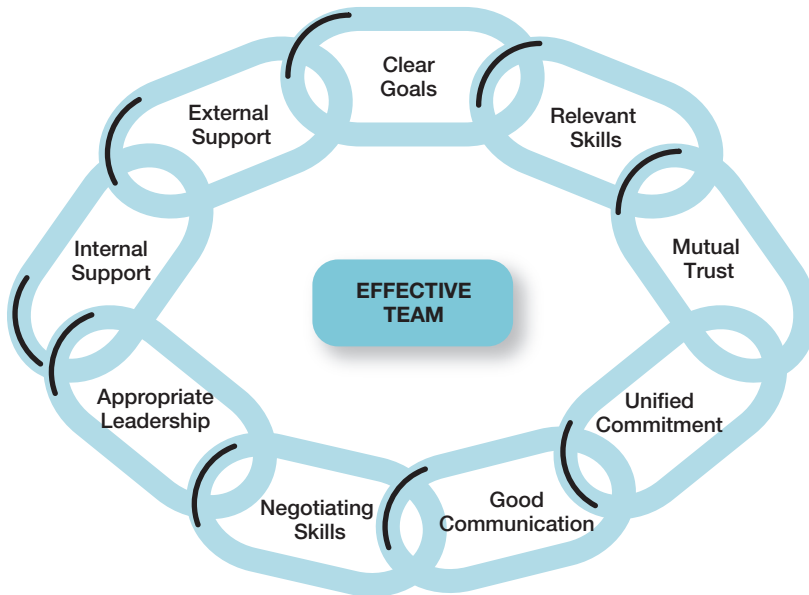 Clear
Goals
Relevant
Skills
Mutual
Trust
Unified
Commitment
Good
Communication
Negotiating
Skills
Appropriate
Leadership
Internal
Support
External
Support
EFFECTIVE
TEAM